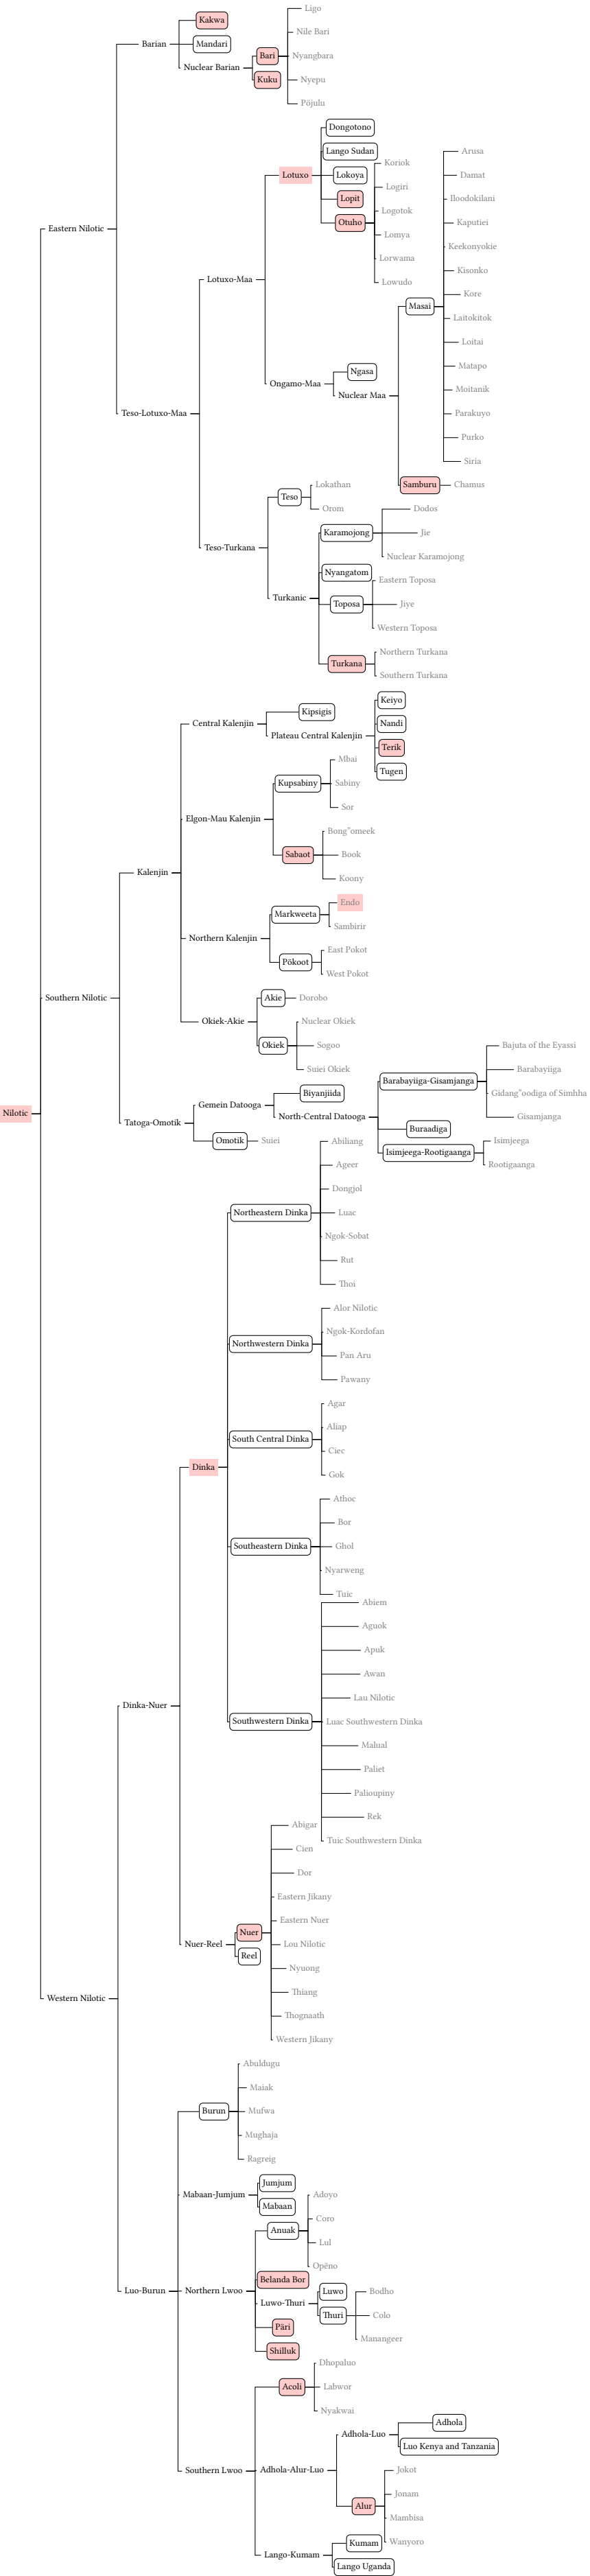 Ligo
Kakwa
Nile Bari
Barian
Mandari
Bari
Nyangbara
Nuclear Barian
Kuku
Nyepu
Pöjulu
Dongotono
Lango Sudan
Arusa
Koriok
Lotuxo
Lokoya
Damat
Logiri
Lopit
Iloodokilani
Logotok
Otuho
Kaputiei
Eastern Nilotic
Lomya
Keekonyokie
Lorwama
Kisonko
Lotuxo-Maa
Lowudo
Kore
Masai
Laitokitok
Loitai
Matapo
Ngasa
Ongamo-Maa
Moitanik
Nuclear Maa
Teso-Lotuxo-Maa
Parakuyo
Purko
Siria
Lokathan
Samburu
Chamus
Teso
Orom
Dodos
Karamojong
Jie
Teso-Turkana
Nuclear Karamojong
Nyangatom
Eastern Toposa
Turkanic
Toposa
Jiye
Western Toposa
Northern Turkana
Turkana
Southern Turkana
Keiyo
Kipsigis
Central Kalenjin
Nandi
Plateau Central Kalenjin
Terik
Mbai
Tugen
Kupsabiny
Sabiny
Sor
Elgon-Mau Kalenjin
Bong"omeek
Sabaot
Book
Kalenjin
Koony
Endo
Markweeta
Sambirir
Northern Kalenjin
East Pokot
Pökoot
West Pokot
Southern Nilotic
Akie
Dorobo
Okiek-Akie
Nuclear Okiek
Okiek
Sogoo
Bajuta of the Eyassi
Suiei Okiek
Barabayiiga
Barabayiiga-Gisamjanga
Biyanjiida
Gidang"oodiga of Simhha
Gemein Datooga
Nilotic
North-Central Datooga
Gisamjanga
Tatoga-Omotik
Buraadiga
Omotik
Suiei
Abiliang
Isimjeega
Isimjeega-Rootigaanga
Ageer
Rootigaanga
Dongjol
Northeastern Dinka
Luac
Ngok-Sobat
Rut
Thoi
Alor Nilotic
Ngok-Kordofan
Northwestern Dinka
Pan Aru
Pawany
Agar
Aliap
South Central Dinka
Ciec
Dinka
Gok
Athoc
Bor
Southeastern Dinka
Ghol
Nyarweng
Tuic
Abiem
Aguok
Apuk
Awan
Dinka-Nuer
Lau Nilotic
Southwestern Dinka
Luac Southwestern Dinka
Malual
Paliet
Palioupiny
Rek
Abigar
Tuic Southwestern Dinka
Cien
Dor
Eastern Jikany
Eastern Nuer
Nuer
Nuer-Reel
Lou Nilotic
Reel
Nyuong
Western Nilotic
Thiang
Thognaath
Western Jikany
Abuldugu
Maiak
Burun
Mufwa
Mughaja
Ragreig
Jumjum
Mabaan-Jumjum
Adoyo
Mabaan
Coro
Anuak
Lul
Opëno
Belanda Bor
Luo-Burun
Northern Lwoo
Luwo
Bodho
Luwo-Thuri
Thuri
Colo
Päri
Manangeer
Shilluk
Dhopaluo
Acoli
Labwor
Nyakwai
Adhola
Adhola-Luo
Luo Kenya and Tanzania
Southern Lwoo
Adhola-Alur-Luo
Jokot
Jonam
Alur
Mambisa
Kumam
Wanyoro
Lango-Kumam
Lango Uganda